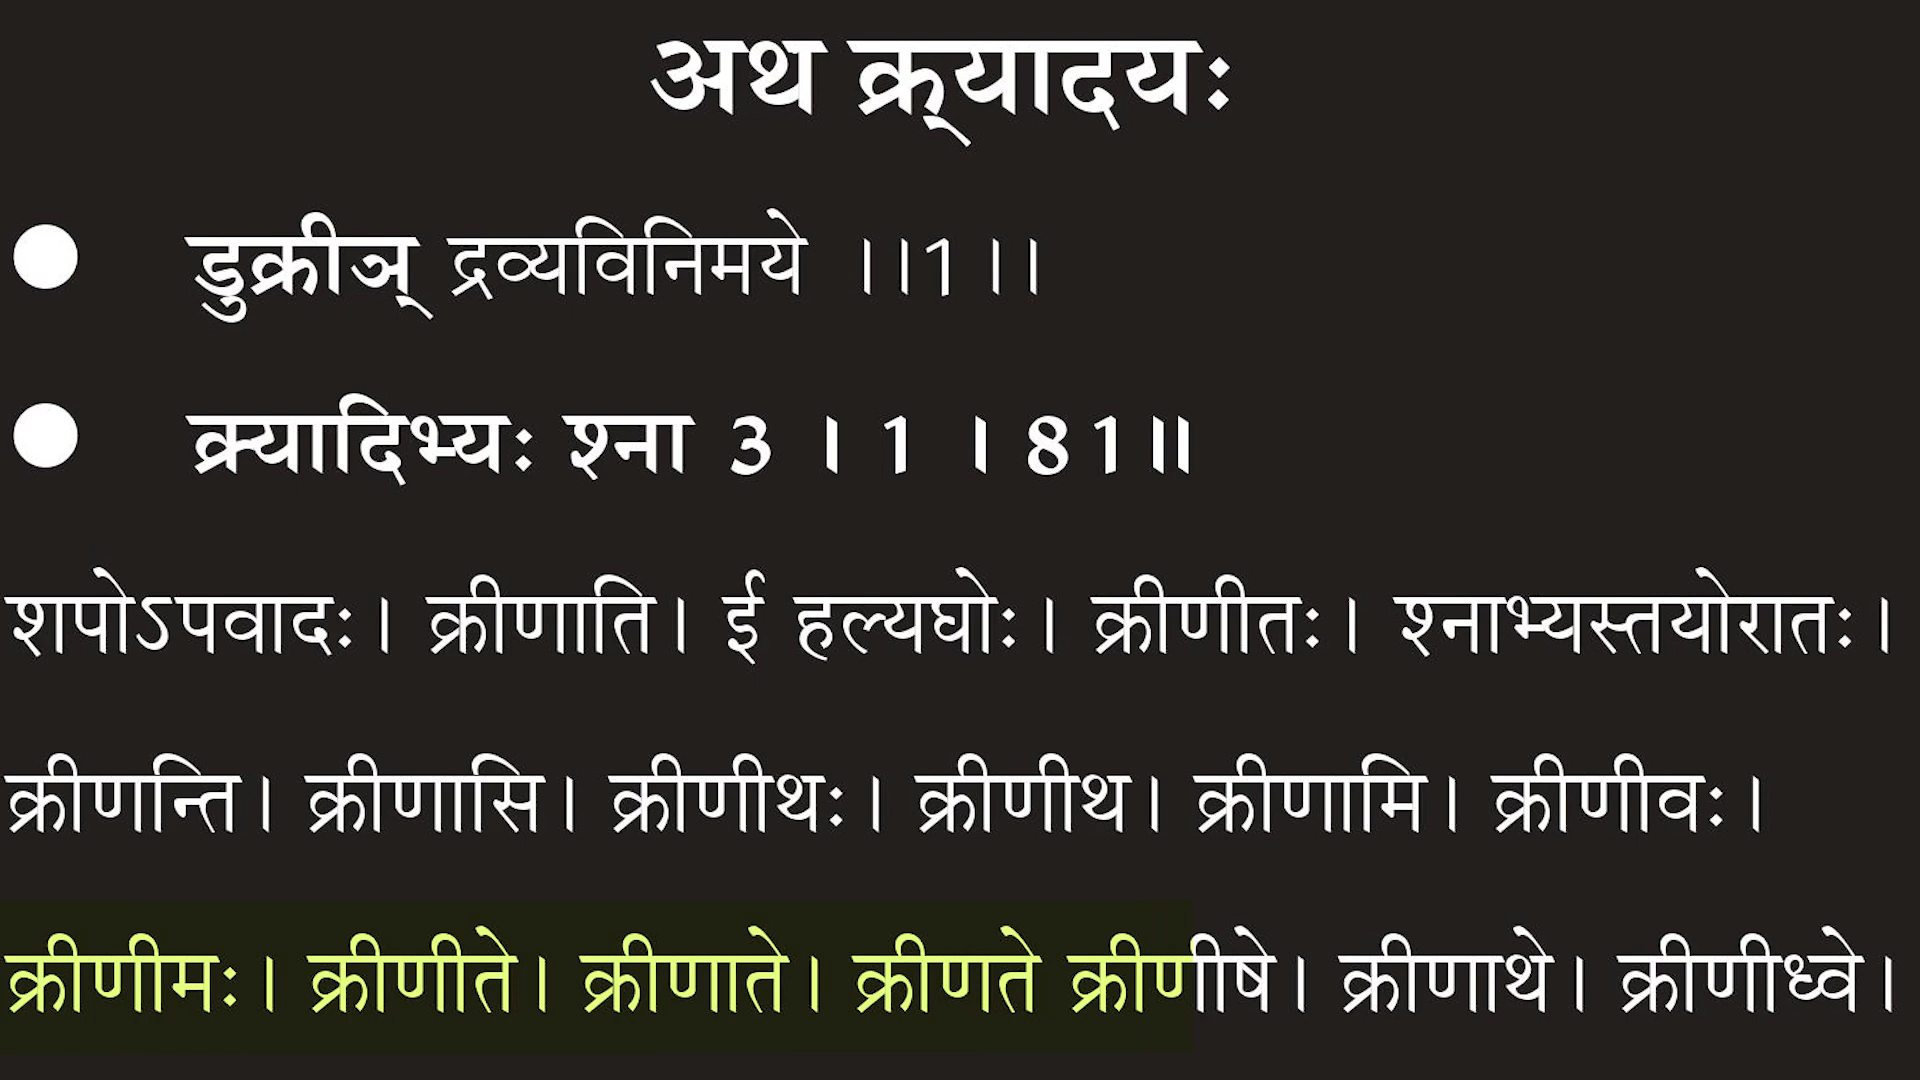 अथ क्र्‌यादयः
● डुक्रीञ् द्रव्यविनिमये ।।1।।
● क्र्यादिभ्यः श्ना 3 । 1 । 81॥
शपोऽपवादः। क्रीणाति। ई हल्यघोः। क्रीणीतः। श्नाभ्यस्तयोरातः।
क्रीणन्ति। क्रीणासि। क्रीणीथः। क्रीणीथ। क्रीणामि। क्रीणीवः।
क्रीणीमः। क्रीणीते। क्रीणाते। क्रीणते क्रीणीषे। क्रीणाथे। क्रीणीध्वे।